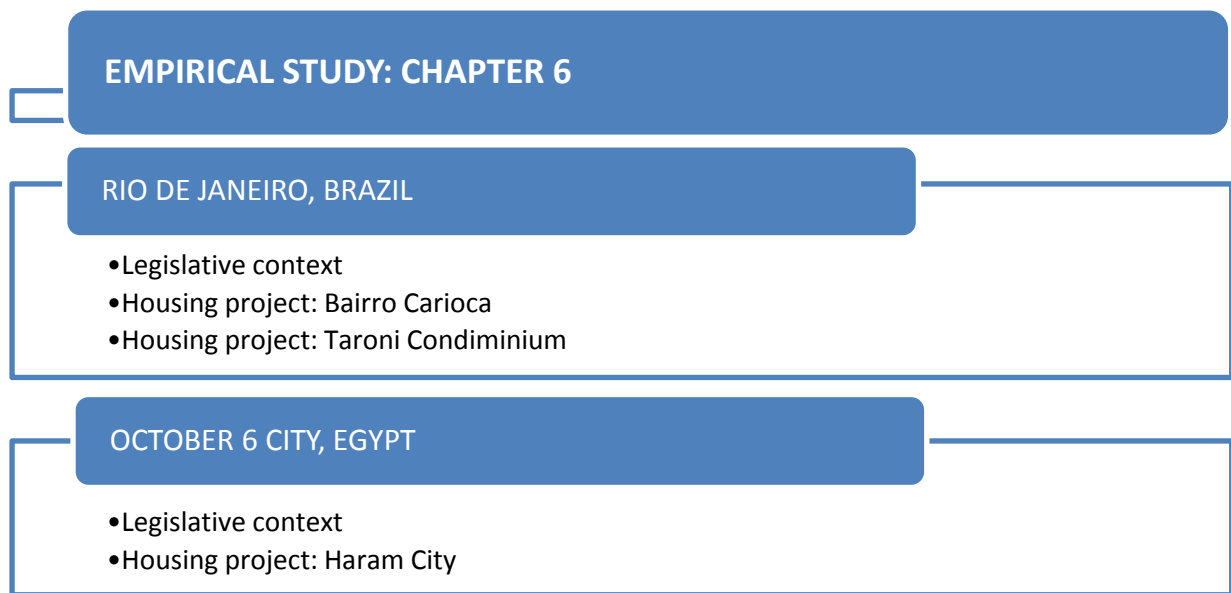 EMPIRICAL STUDY: CHAPTER 6
RIO DE JANEIRO, BRAZIL
•Legislative context
•Housing project: Bairro Carioca
•Housing project: Taroni Condiminium
OCTOBER 6 CITY, EGYPT
•Legislative context
•Housing project: Haram City